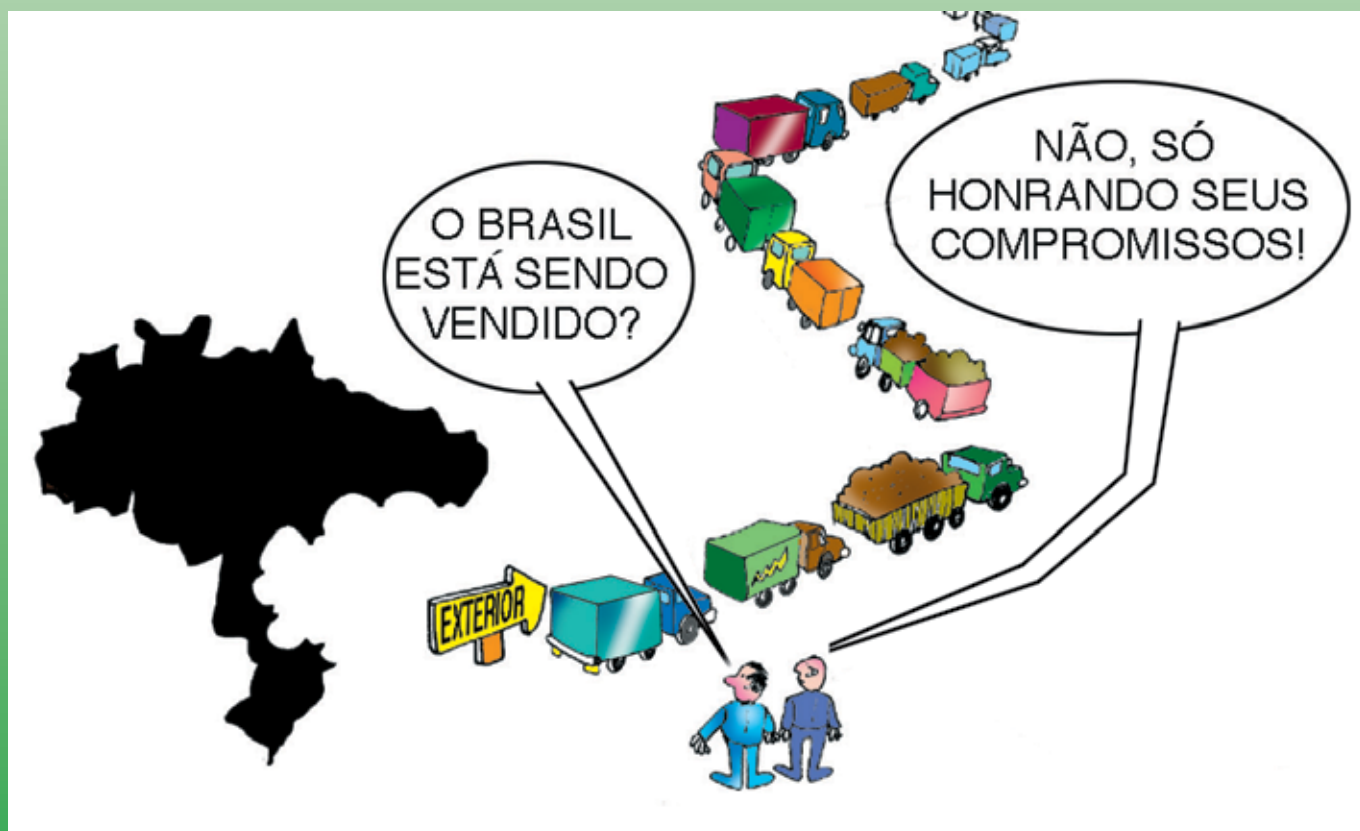 O BRASIL
ESTÁ SENDO
VENDIDO?
NÃO, SÓ
HONRANDO SEUS
COMPROMISSOS!
EXTERIOR